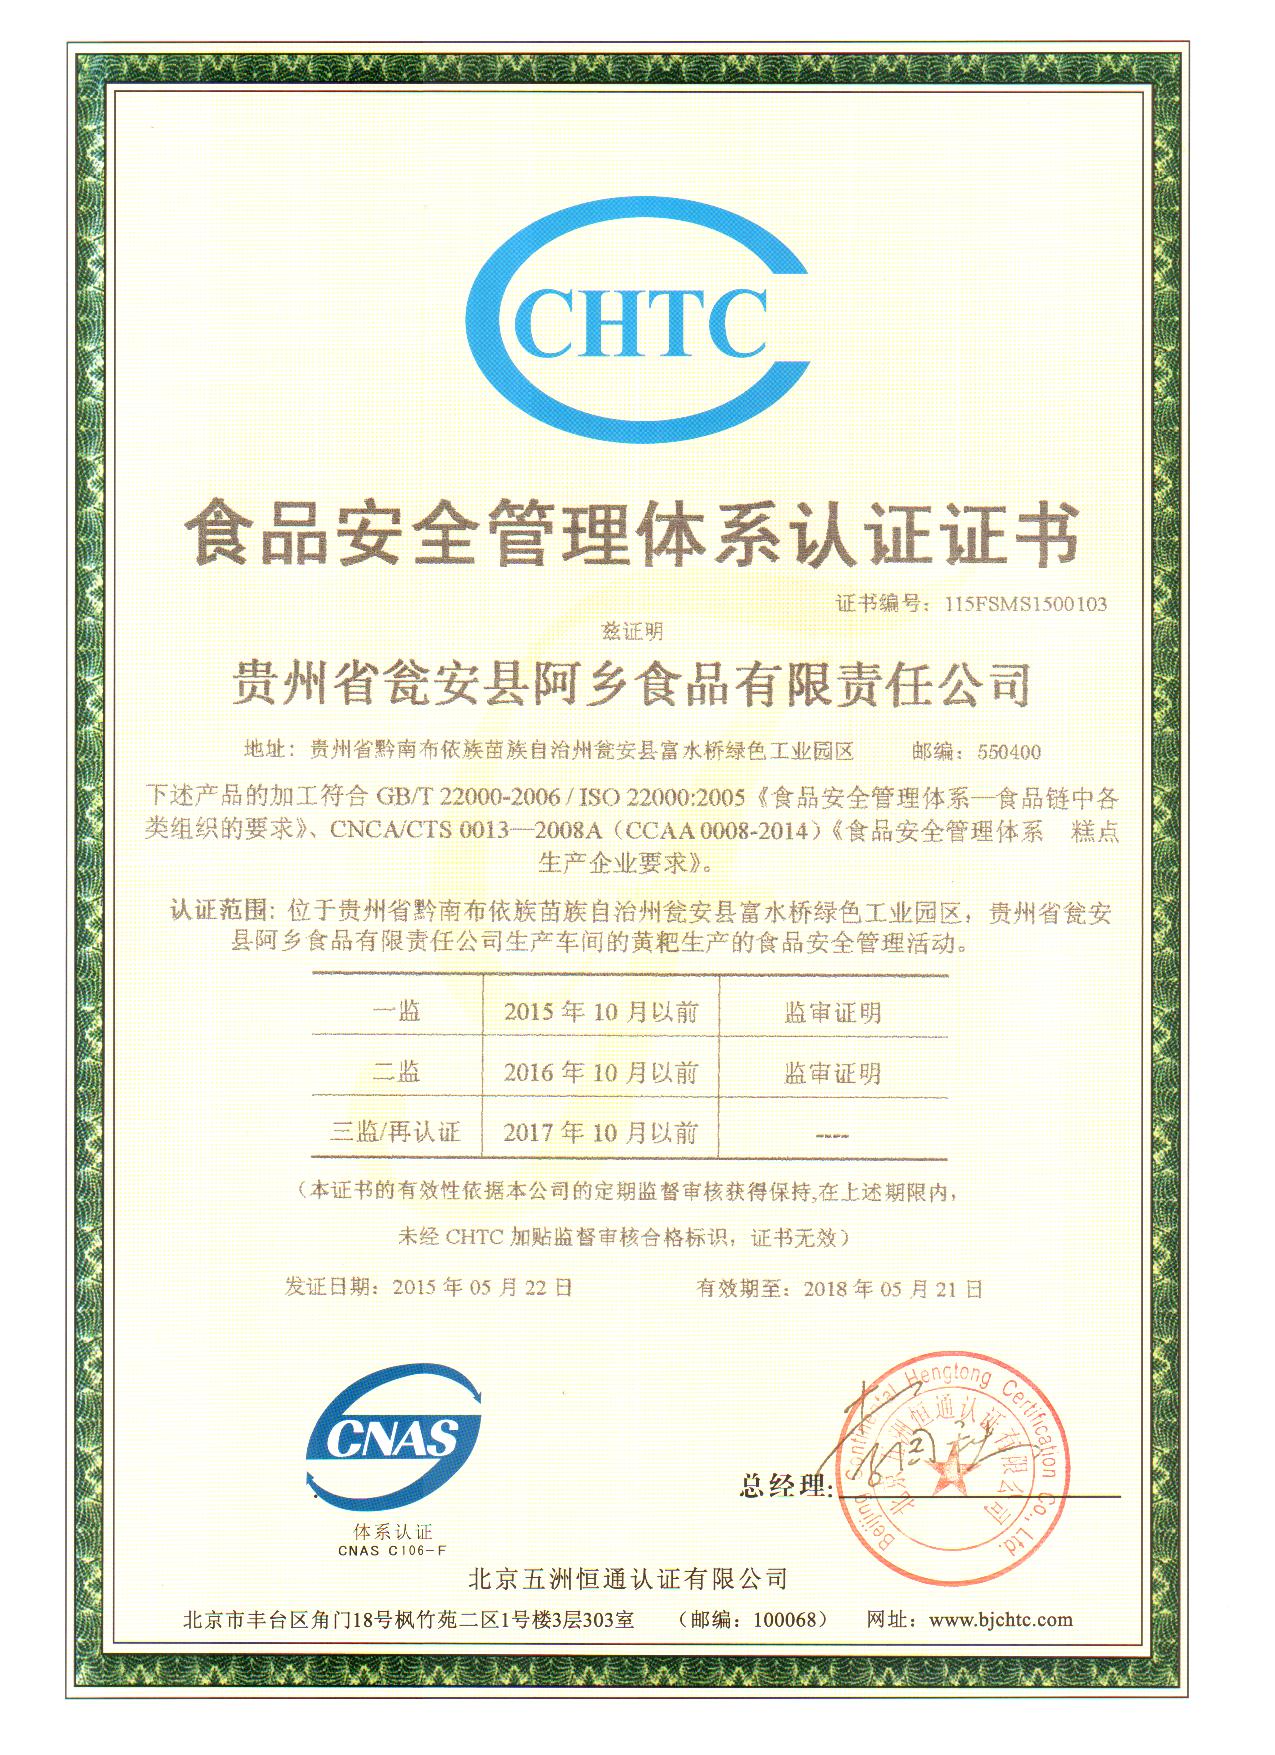 CHTC
食品安全管理体系认证证书
证书编号：115FSMS1500103
兹证明
贵州省瓮安县阿乡食品有限责任公司
地址：贵州省黔南布依族苗族自治州瓮安县富水桥绿色工业园区 邮编：550400
下述产品的加工符合 GB/T 22000-2006 / ISO 22000:2005《食品安全管理体系—食品链中各
类组织的要求》、CNCA/CTS 0013—2008A（CCAA 0008-2014）《食品安全管理体系 糕点
生产企业要求》。
认证范围：位于贵州省黔南布依族苗族自治州瓮安县富水桥绿色工业园区，贵州省瓮安
县阿乡食品有限责任公司生产车间的黄粑生产的食品安全管理活动。
一监 2015 年 10 月以前 监审证明
二监 2016 年 10 月以前 监审证明
三监/再认证 2017 年 10 月以前 ----
（本证书的有效性依据本公司的定期监督审核获得保持,在上述期限内，
未经 CHTC 加贴监督审核合格标识，证书无效）
发证日期：2015 年 05 月 22 日 有效期至：2018 年 05 月 21 日
CNAS
体系认证
CNAS C106-F
总经理:
Beijing Continental Hengtong Certification Co., Ltd.
北京五洲恒通认证有限公司
北京五洲恒通认证有限公司
北京市丰台区角门18号枫竹苑二区1号楼3层303室 （邮编：100068） 网址：www.bjchtc.com